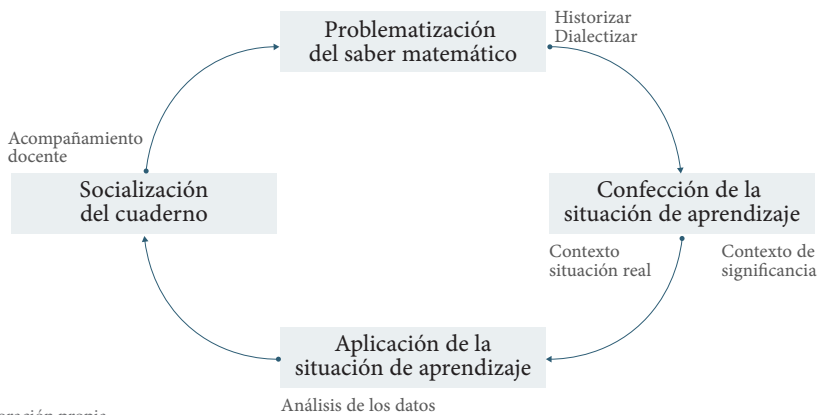 Problematización
del saber matemático
Historizar
Dialectizar
Acompañamiento
docente
Socialización
del cuaderno
Confección de la
situación de aprendizaje
Contexto
situación real
Contexto de
significancia
Aplicación de la
situación de aprendizaje
Análisis de los datos
propia